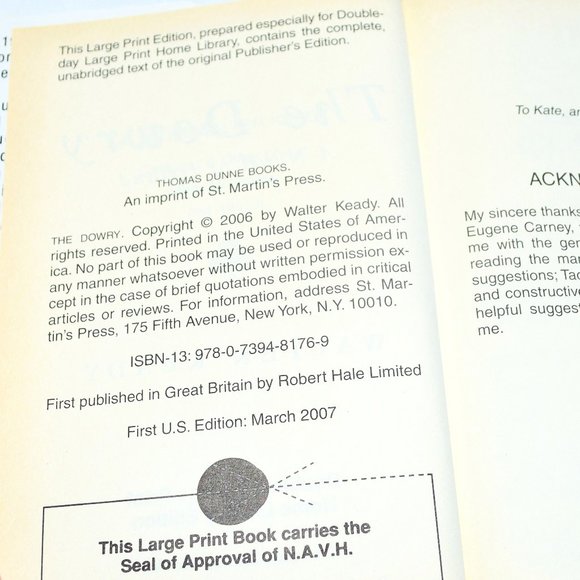 This Large Print Edition, prepared especially for Double-
day Large Print Home Library, contains the complete,
unabridged text of the original Publisher's Edition.
THOMAS DUNNE BOOKS.
An imprint of St. Martin's Press.
THE DOWRY. Copyright © 2006 by Walter Keady. All
rights reserved. Printed in the United States of Amer-
ica. No part of this book may be used or reproduced in
any manner whatsoever without written permission ex-
cept in the case of brief quotations embodied in critical
articles or reviews. For information, address St. Mar-
tin's Press, 175 Fifth Avenue, New York, N.Y. 10010.
ISBN-13: 978-0-7394-8176-9
First published in Great Britain by Robert Hale Limited
First U.S. Edition: March 2007
This Large Print Book carries the
Seal of Approval of N.A.V.H.
To Kate, an
ACKN
My sincere thanks
Eugene Carney,
me with the ger
reading the mar
suggestions; Tac
and constructive
helpful suggest
me.